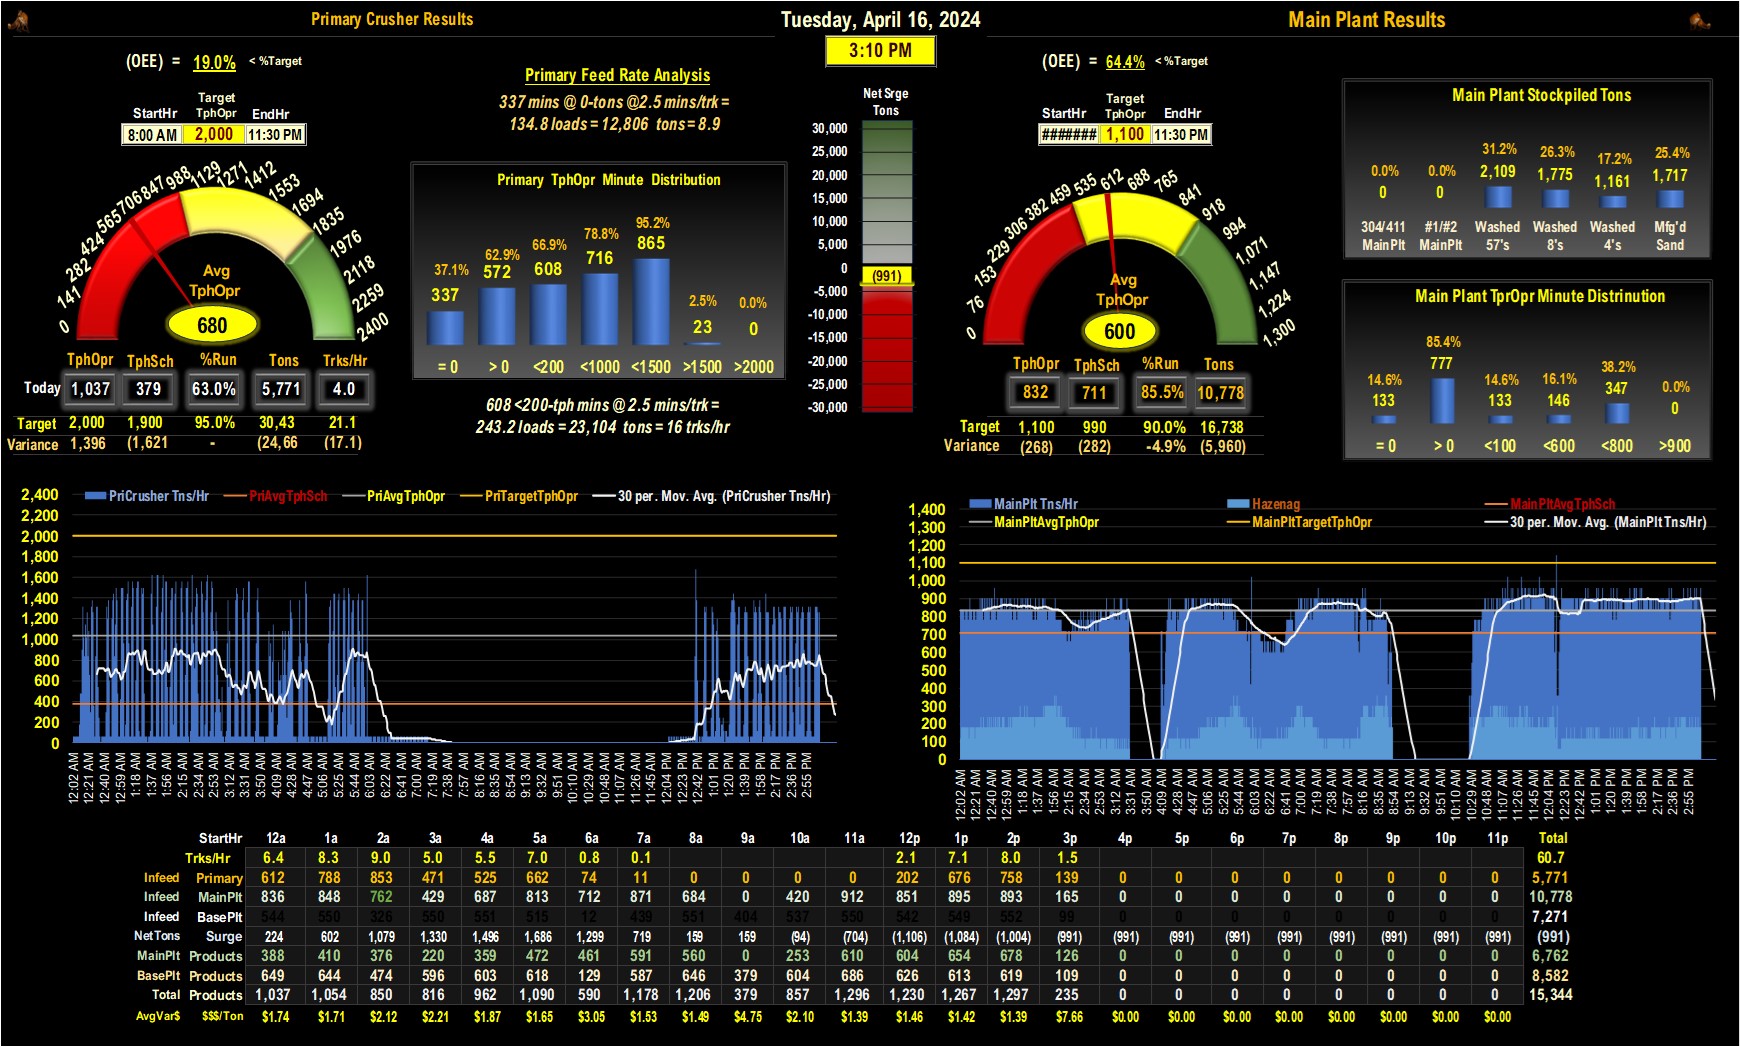 Primary Crusher Results
Tuesday, April 16, 2024
Main Plant Results
3:10 PM
(OEE) = 19.0% < %Target
Target
StartHr TphOpr EndHr
8:00 AM 2,000 11:30 PM
0 141 282 424 565 706 847 988 1129 1271 1412 1553 1694 1835 1976 2118 2259 2400
Avg
TphOpr
680
TphOpr TphSch %Run Tons Trks/Hr
Today 1,037 379 63.0% 5,771 4.0
Target 2,000 1,900 95.0% 30,43 21.1
Variance 1,396 (1,621 - (24,66 (17.1)
Primary Feed Rate Analysis
337 mins @ 0-tons @2.5 mins/trk =
134.8 loads = 12,806 tons = 8.9
Primary TphOpr Minute Distribution
37.1% 62.9% 66.9% 78.8% 95.2% 2.5% 0.0%
337 572 608 716 865 23 0
= 0 > 0 <200 <1000 <1500 >1500 >2000
608 <200-tph mins @ 2.5 mins/trk =
243.2 loads = 23,104 tons = 16 trks/hr
Net Srge
Tons
30,000
25,000
20,000
15,000
10,000
5,000
0
(991)
-5,000
-10,000
-15,000
-20,000
-25,000
-30,000
(OEE) = 64.4% < %Target
Target
StartHr TphOpr EndHr
####### 1,100 11:30 PM
0 76 153 229 306 382 459 535 612 688 765 841 918 994 1,071 1,147 1,224 1,300
Avg
TphOpr
600
TphOpr TphSch %Run Tons
832 711 85.5% 10,778
Target 1,100 990 90.0% 16,738
Variance (268) (282) -4.9% (5,960)
Main Plant Stockpiled Tons
0.0% 0.0% 31.2% 26.3% 17.2% 25.4%
0 0 2,109 1,775 1,161 1,717
304/411 #1/#2 Washed Washed Washed Mfg'd
MainPlt MainPlt 57's 8's 4's Sand
Main Plant TprOpr Minute Distrinution
14.6% 85.4% 14.6% 16.1% 38.2% 0.0%
133 777 133 146 347 0
= 0 > 0 <100 <600 <800 >900
PriCrusher Tns/Hr PriAvgTphSch PriAvgTphOpr PriTargetTphOpr 30 per. Mov. Avg. (PriCrusher Tns/Hr)
2,400
2,200
2,000
1,800
1,600
1,400
1,200
1,000
800
600
400
200
0
12:02 AM 12:21 AM 12:40 AM 12:59 AM 1:18 AM 1:37 AM 1:56 AM 2:15 AM 2:34 AM 2:53 AM 3:12 AM 3:31 AM 3:50 AM 4:09 AM 4:28 AM 4:47 AM 5:06 AM 5:25 AM 5:44 AM 6:03 AM 6:22 AM 6:41 AM 7:00 AM 7:19 AM 7:38 AM 7:57 AM 8:16 AM 8:35 AM 8:54 AM 9:13 AM 9:32 AM 9:51 AM 10:10 AM 10:29 AM 10:48 AM 11:07 AM 11:26 AM 11:45 AM 12:04 PM 12:23 PM 12:42 PM 1:01 PM 1:20 PM 1:39 PM 1:58 PM 2:17 PM 2:36 PM 2:55 PM
MainPlt Tns/Hr Hazenag MainPltAvgTphSch
MainPltAvgTphOpr MainPltTargetTphOpr 30 per. Mov. Avg. (MainPlt Tns/Hr)
1,400
1,300
1,200
1,100
1,000
900
800
700
600
500
400
300
200
100
0
12:02 AM 12:21 AM 12:40 AM 12:59 AM 1:18 AM 1:37 AM 1:56 AM 2:15 AM 2:34 AM 2:53 AM 3:12 AM 3:31 AM 3:50 AM 4:09 AM 4:28 AM 4:47 AM 5:06 AM 5:25 AM 5:44 AM 6:03 AM 6:22 AM 6:41 AM 7:00 AM 7:19 AM 7:38 AM 7:57 AM 8:16 AM 8:35 AM 8:54 AM 9:13 AM 9:32 AM 9:51 AM 10:10 AM 10:29 AM 10:48 AM 11:07 AM 11:26 AM 11:45 AM 12:04 PM 12:23 PM 12:42 PM 1:01 PM 1:20 PM 1:39 PM 1:58 PM 2:17 PM 2:36 PM 2:55 PM
StartHr 12a 1a 2a 3a 4a 5a 6a 7a 8a 9a 10a 11a 12p 1p 2p 3p 4p 5p 6p 7p 8p 9p 10p 11p Total
Trks/Hr 6.4 8.3 9.0 5.0 5.5 7.0 0.8 0.1 2.1 7.1 8.0 1.5 60.7
Infeed Primary 612 788 853 471 525 662 74 11 0 0 0 0 202 676 758 139 0 0 0 0 0 0 0 0 5,771
Infeed MainPlt 836 848 762 429 687 813 712 871 684 0 420 912 851 895 893 165 0 0 0 0 0 0 0 0 10,778
Infeed BasePlt 544 550 326 550 551 515 12 439 551 404 537 550 542 549 552 99 0 0 0 0 0 0 0 0 7,271
NetTons Surge 224 602 1,079 1,330 1,496 1,686 1,299 719 159 159 (94) (704) (1,106) (1,084) (1,004) (991) (991) (991) (991) (991) (991) (991) (991) (991) (991)
MainPlt Products 388 410 376 220 359 472 461 591 560 0 253 610 604 654 678 126 0 0 0 0 0 0 0 0 6,762
BasePlt Products 649 644 474 596 603 618 129 587 646 379 604 686 626 613 619 109 0 0 0 0 0 0 0 0 8,582
Total Products 1,037 1,054 850 816 962 1,090 590 1,178 1,206 379 857 1,296 1,230 1,267 1,297 235 0 0 0 0 0 0 0 0 15,344
AvgVar$ $$$/Ton $1.74 $1.71 $2.12 $2.21 $1.87 $1.65 $3.05 $1.53 $1.49 $4.75 $2.10 $1.39 $1.46 $1.42 $1.39 $7.66 $0.00 $0.00 $0.00 $0.00 $0.00 $0.00 $0.00 $0.00